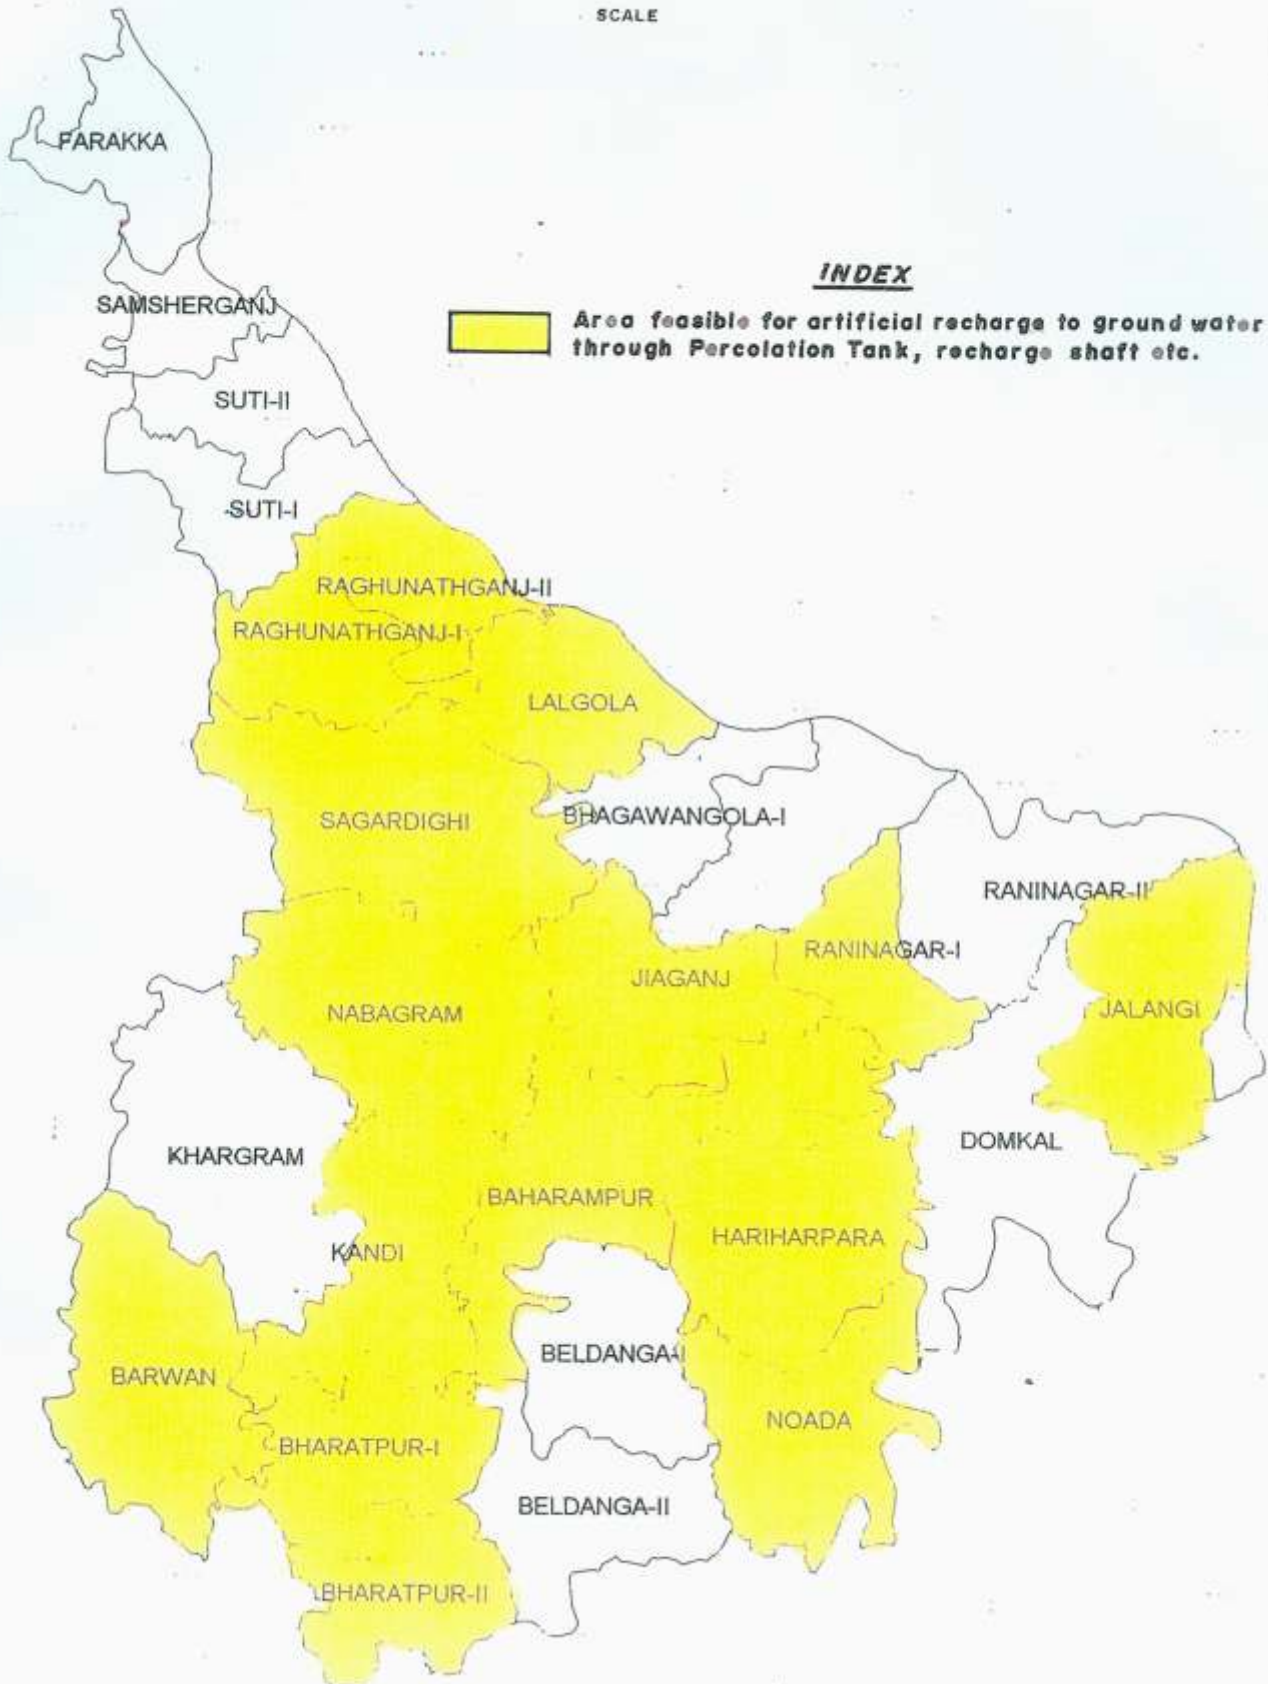 SCALE
FARAKKA
INDEX
SAMSHERGANJ
Area feasible for artificial recharge to ground water
through Percolation Tank, recharge shaft etc.
SUTI-II
SUTI-I
RAGHUNATHGANJ-II
RAGHUNATHGANJ-I
LALGOLA
SAGARDIGHI
BHAGAWANGOLA-I
RANINAGAR-II
RANINAGAR-I
JIAGANJ
NABAGRAM
JALANGI
DOMKAL
KHARGRAM
BAHARAMPUR
HARIHARPARA
KANDI
BELDANGA-I
BARWAN
NOADA
BHARATPUR-I
BELDANGA-II
BHARATPUR-II